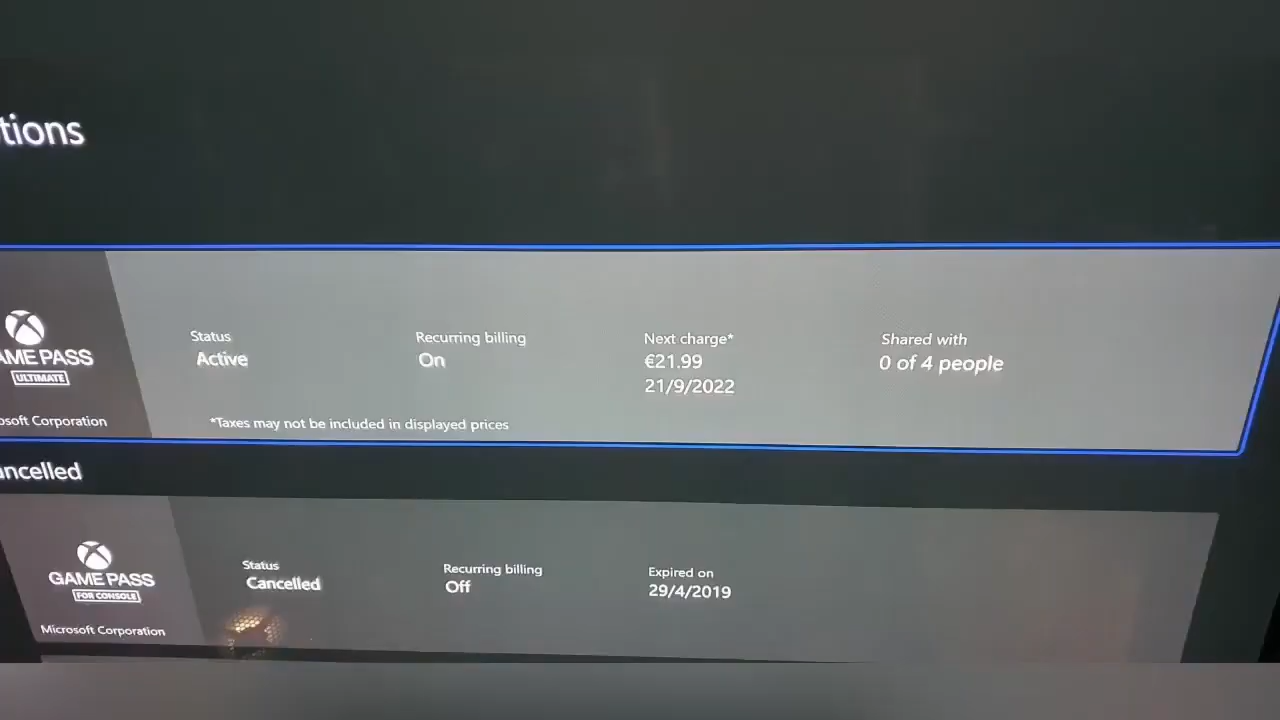 tions
AME PASS
ULTIMATE
osoft Corporation
Status
Active
Recurring billing
On
Next charge*
€21.99
21/9/2022
Shared with
0 of 4 people
*Taxes may not be included in displayed prices
ancelled
GAME PASS
FOR CONSOLE
Microsoft Corporation
Status
Cancelled
Recurring billing
Off
Expired on
29/4/2019